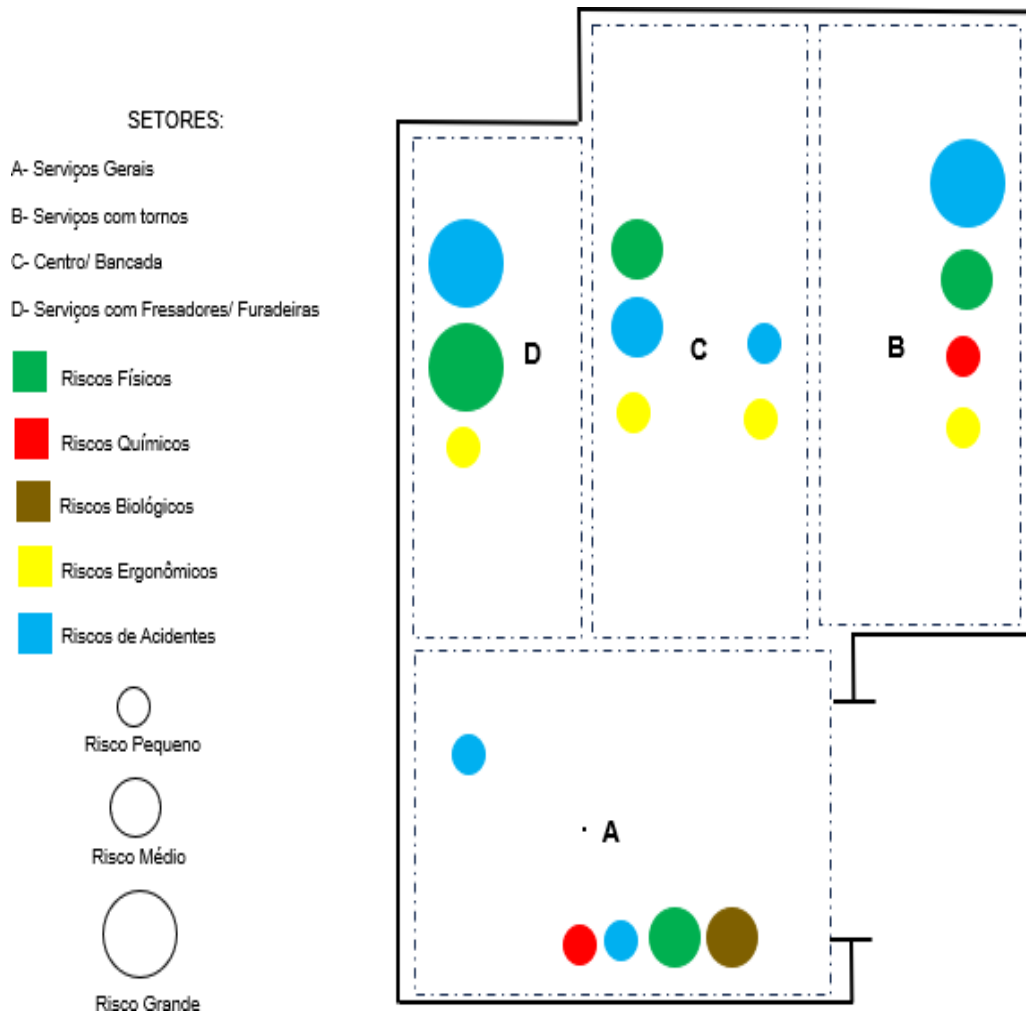 SETORES:
A- Serviços Gerais
B- Serviços com tornos
C- Centro/ Bancada
D- Serviços com Fresadores/ Furadeiras
Riscos Físicos
Riscos Químicos
Riscos Biológicos
Riscos Ergonômicos
Riscos de Acidentes
Risco Pequeno
Risco Médio
Risco Grande
D
C
B
A